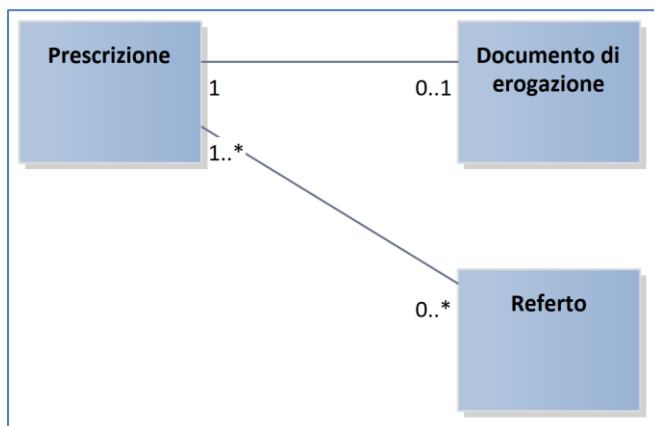 Prescrizione
Documento di
erogazione
1
0..1
1..*
0..*
Referto